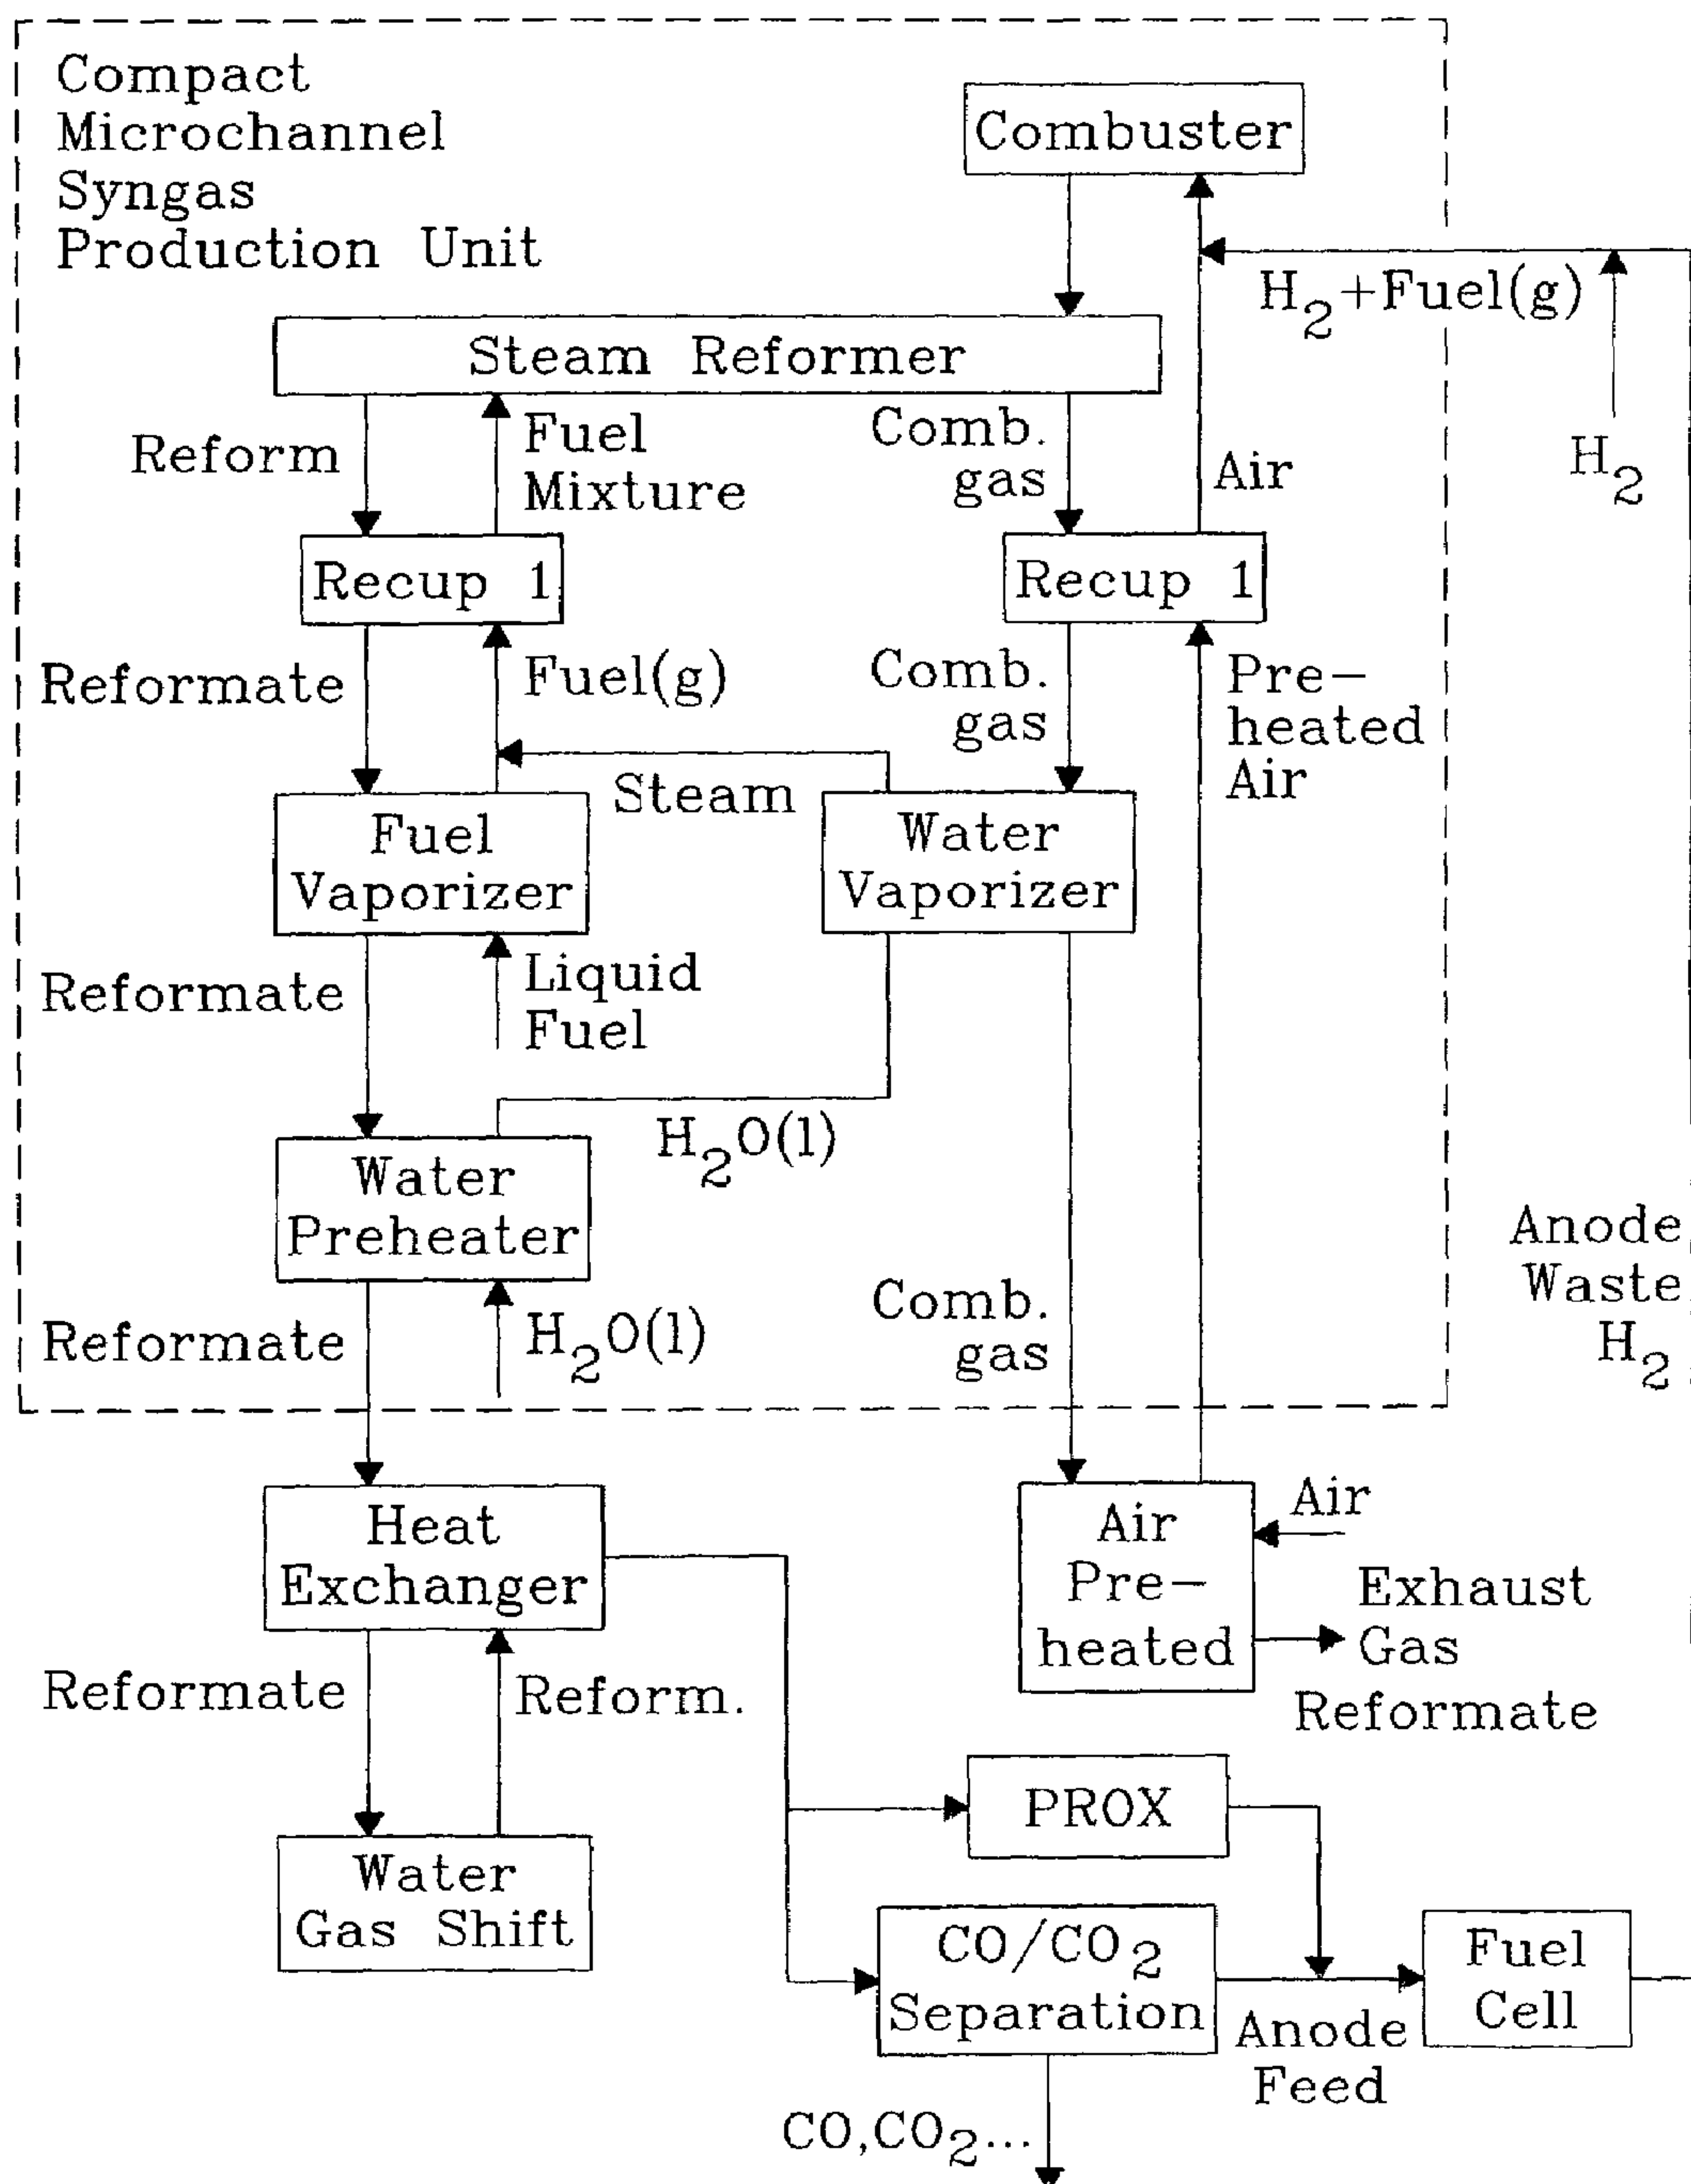 Compact
Microchannel
Syngas
Production Unit
Combuster
H2+Fuel(g)
H2
Steam Reformer
Reform
Fuel
Mixture
Comb.
gas
Air
Recup 1
Recup 1
Reformate
Fuel(g)
Comb.
gas
Pre-
heated
Air
Steam
Fuel
Vaporizer
Water
Vaporizer
Reformate
Liquid
Fuel
H2O(l)
Water
Preheater
Anode
Waste
H2
Reformate
H2O(l)
Comb.
gas
Heat
Exchanger
Air
Pre-
heated
Air
Exhaust
Gas
Reformate
Reformate
Reform.
PROX
Water
Gas Shift
CO/CO2
Separation
Anode
Feed
Fuel
Cell
CO,CO2...